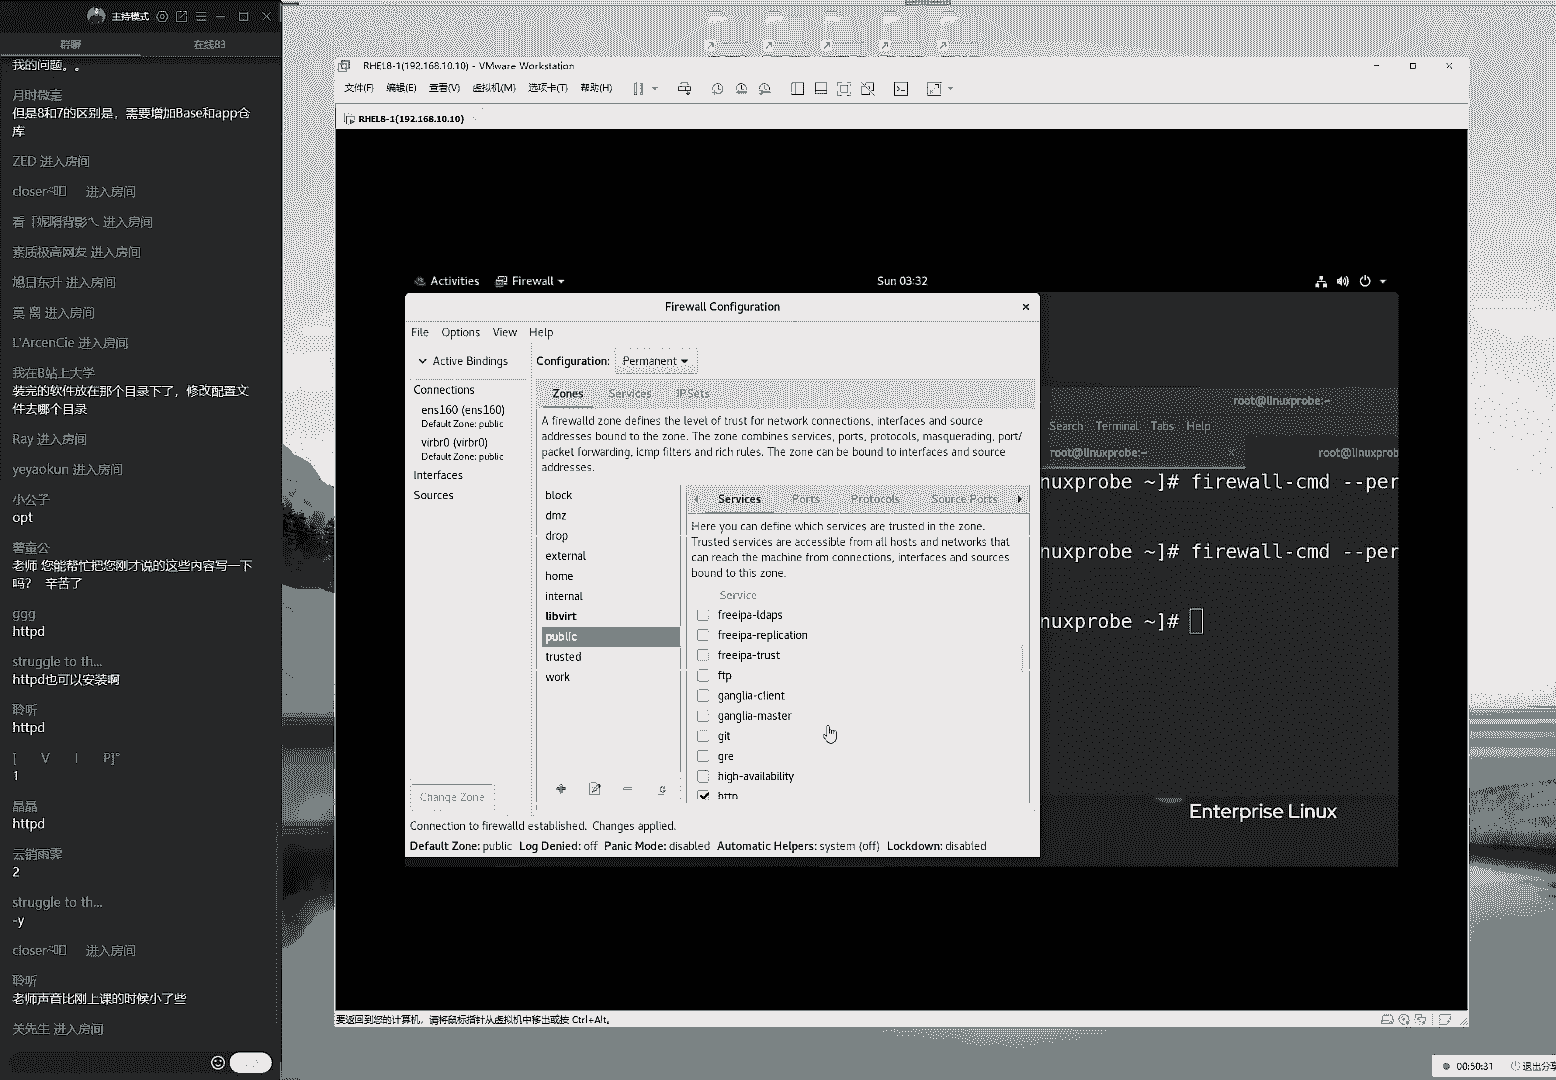 主持模式
群聊
在线83
我的问题。。
月时微毫
但是8和7的区别是，需要增加Base和app仓
库
ZED 进入房间
进入房间
进入房间
素质极高网友 进入房间
旭日东升 进入房间
莫 离 进入房间
L'ArcenCie 进入房间
我在B站上大学
装完的软件放在那个目录下了，修改配置文
件去哪个目录
Ray 进入房间
yeyaokun 进入房间
小公子
opt
薯童公
老师 您能帮忙把您刚才说的这些内容写一下
吗？ 辛苦了
ggg
httpd
struggle to th...
httpd也可以安装啊
聆听
httpd
[ V I P]°
1
晶晶
httpd
云销雨霁
2
struggle to th...
-y
进入房间
聆听
老师声音比刚上课的时候小了些
关先生 进入房间
RHEL8-1(192.168.10.10) - VMware Workstation
文件(F) 编辑(E) 查看(V) 虚拟机(M) 选项卡(T) 帮助(H)
RHEL8-1(192.168.10.10)
Activities Firewall
Sun 03:32
Firewall Configuration
File Options View Help
Active Bindings
Configuration: Permanent
Connections
ens160 (ens160)
Default Zone: public
virbr0 (virbr0)
Default Zone: public
Interfaces
Sources
Change Zone
Zones Services IPSets
A firewalld zone defines the level of trust for network connections, interfaces and source
addresses bound to the zone. The zone combines services, ports, protocols, masquerading, port/
packet forwarding, icmp filters and rich rules. The zone can be bound to interfaces and source
addresses.
block
dmz
drop
external
home
internal
libvirt
public
trusted
work
Services Ports Protocols Source Ports
Here you can define which services are trusted in the zone.
Trusted services are accessible from all hosts and networks that
can reach the machine from connections, interfaces and sources
bound to this zone.
Service
freeipa-ldaps
freeipa-replication
freeipa-trust
ftp
ganglia-client
ganglia-master
git
gre
high-availability
http
Connection to firewalld established. Changes applied.
Default Zone: public Log Denied: off Panic Mode: disabled Automatic Helpers: system (off) Lockdown: disabled
root@linuxprobe:~
Search Terminal Tabs Help
root@linuxprobe:~
root@linuxprob
nuxprobe ~]# firewall-cmd --per
nuxprobe ~]# firewall-cmd --per
nuxprobe ~]#
Enterprise Linux
要返回到您的计算机，请将鼠标指针从虚拟机中移出或按 Ctrl+Alt。
00:50:31 退出分享